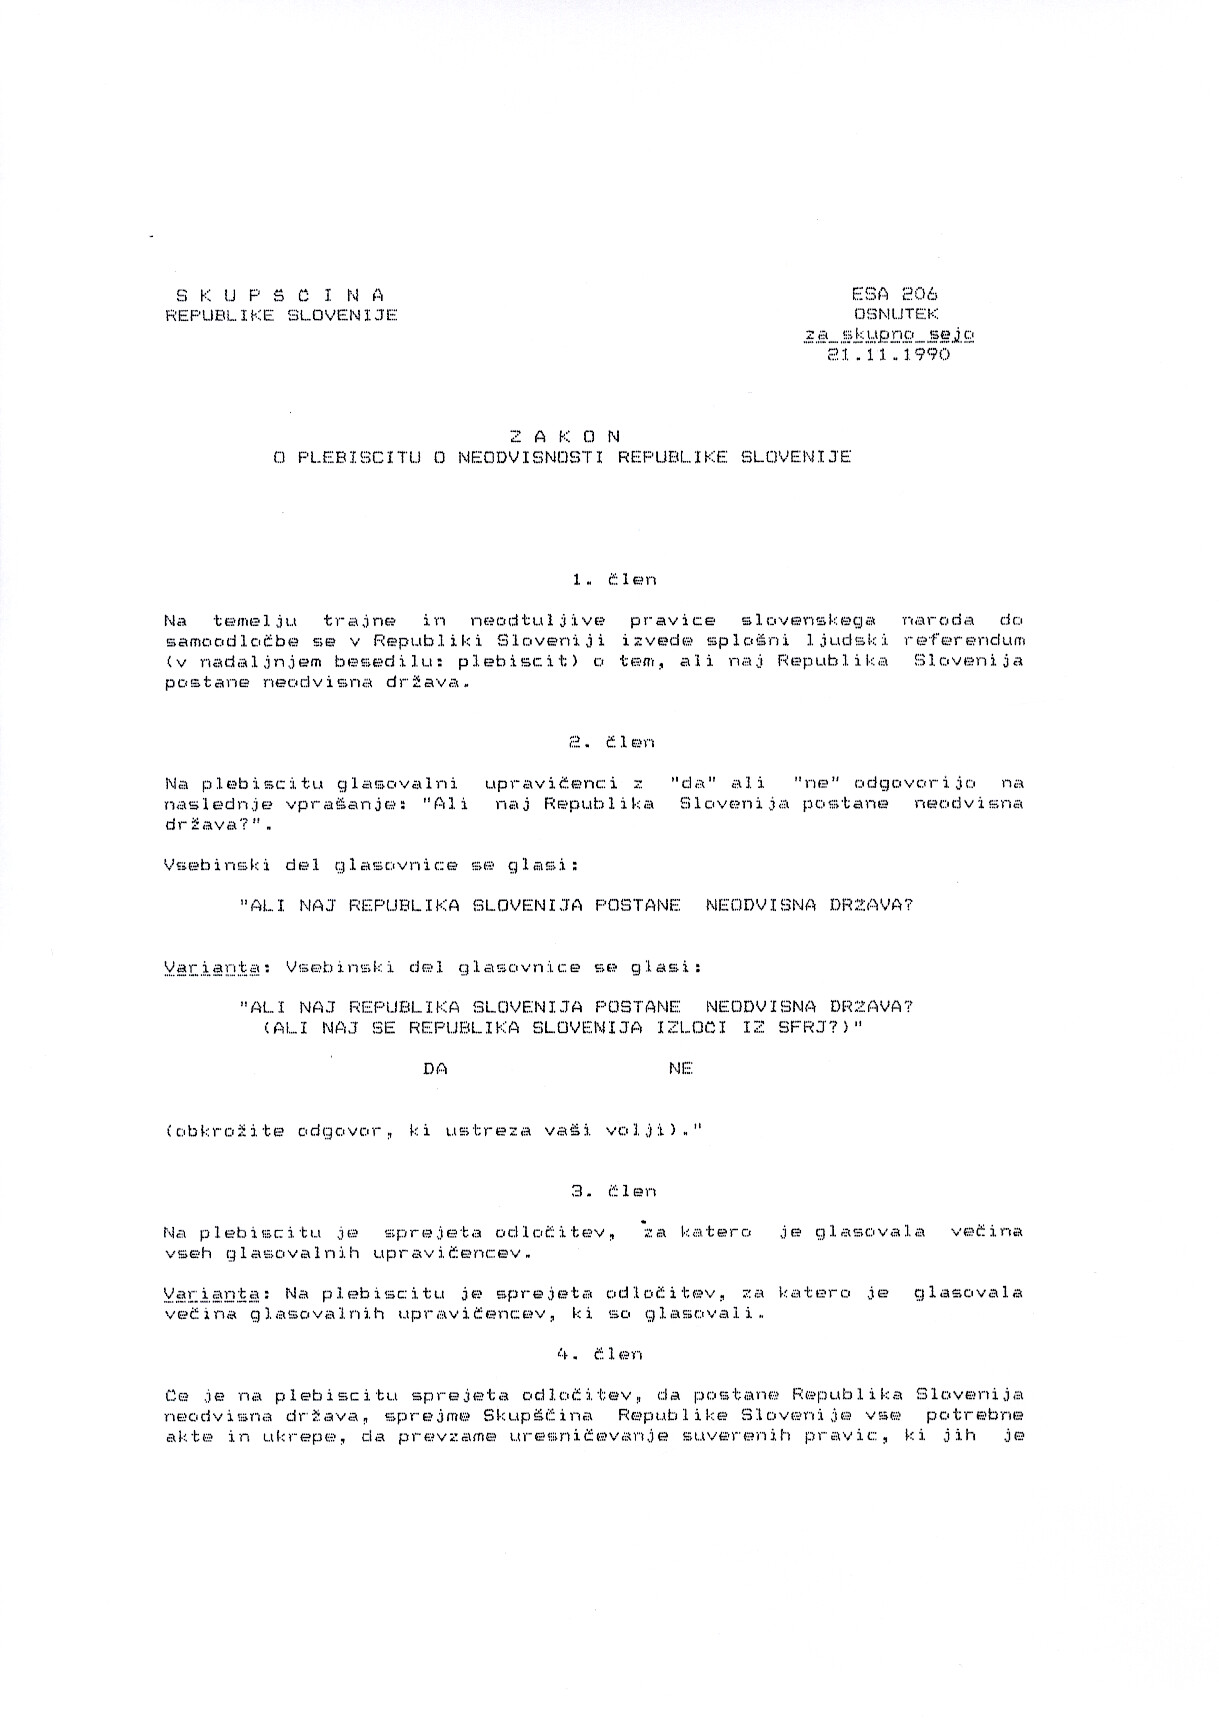 S K U P Š Č I N A
REPUBLIKE SLOVENIJE
ESA 206
OSNUTEK
za skupno sejo
21.11.1990
Z A K O N
O PLEBISCITU O NEODVISNOSTI REPUBLIKE SLOVENIJE
1. člen
Na temelju trajne in neodtuljive pravice slovenskega naroda do
samoodločbe se v Republiki Sloveniji izvede splošni ljudski referendum
(v nadaljnjem besedilu: plebiscit) o tem, ali naj Republika Slovenija
postane neodvisna država.
2. člen
Na plebiscitu glasovalni upravičenci z "da" ali "ne" odgovorijo na
naslednje vprašanje: "Ali naj Republika Slovenija postane neodvisna
država?".
Vsebinski del glasovnice se glasi:
"ALI NAJ REPUBLIKA SLOVENIJA POSTANE NEODVISNA DRŽAVA?
Varianta: Vsebinski del glasovnice se glasi:
"ALI NAJ REPUBLIKA SLOVENIJA POSTANE NEODVISNA DRŽAVA?
(ALI NAJ SE REPUBLIKA SLOVENIJA IZLOČI IZ SFRJ?)"
DA NE
(obkrožite odgovor, ki ustreza vaši volji)."
3. člen
Na plebiscitu je sprejeta odločitev, za katero je glasovala večina
vseh glasovalnih upravičencev.
Varianta: Na plebiscitu je sprejeta odločitev, za katero je glasovala
večina glasovalnih upravičencev, ki so glasovali.
4. člen
Če je na plebiscitu sprejeta odločitev, da postane Republika Slovenija
neodvisna država, sprejme Skupščina Republike Slovenije vse potrebne
akte in ukrepe, da prevzame uresničevanje suverenih pravic, ki jih je